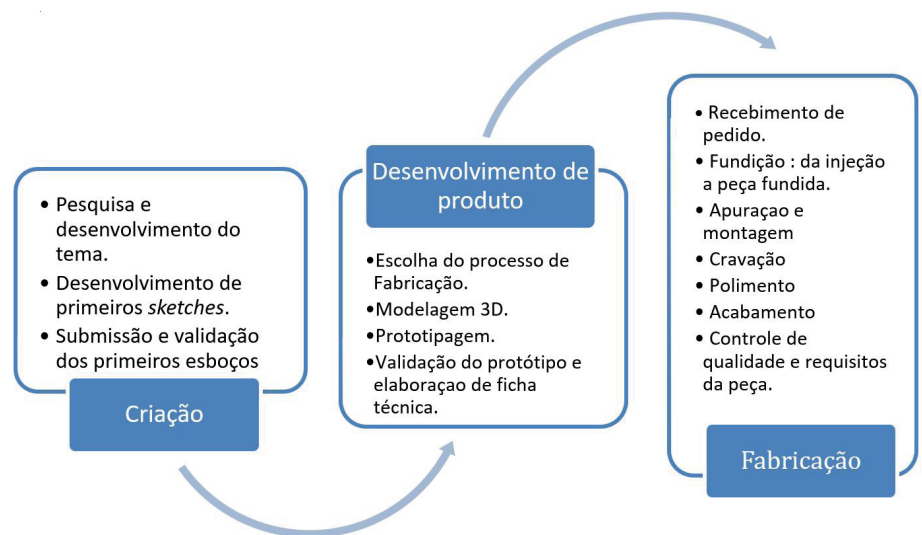 • Pesquisa e
desenvolvimento do
tema.
• Desenvolvimento de
primeiros sketches.
• Submissão e validação
dos primeiros esboços
Criação
Desenvolvimento de
produto
•Escolha do processo de
Fabricação.
•Modelagem 3D.
•Prototipagem.
•Validação do protótipo e
elaboraçao de ficha
técnica.
• Recebimento de
pedido.
• Fundição : da injeção
a peça fundida.
• Apuraçao e
montagem
• Cravação
• Polimento
• Acabamento
• Controle de
qualidade e requisitos
da peça.
Fabricação